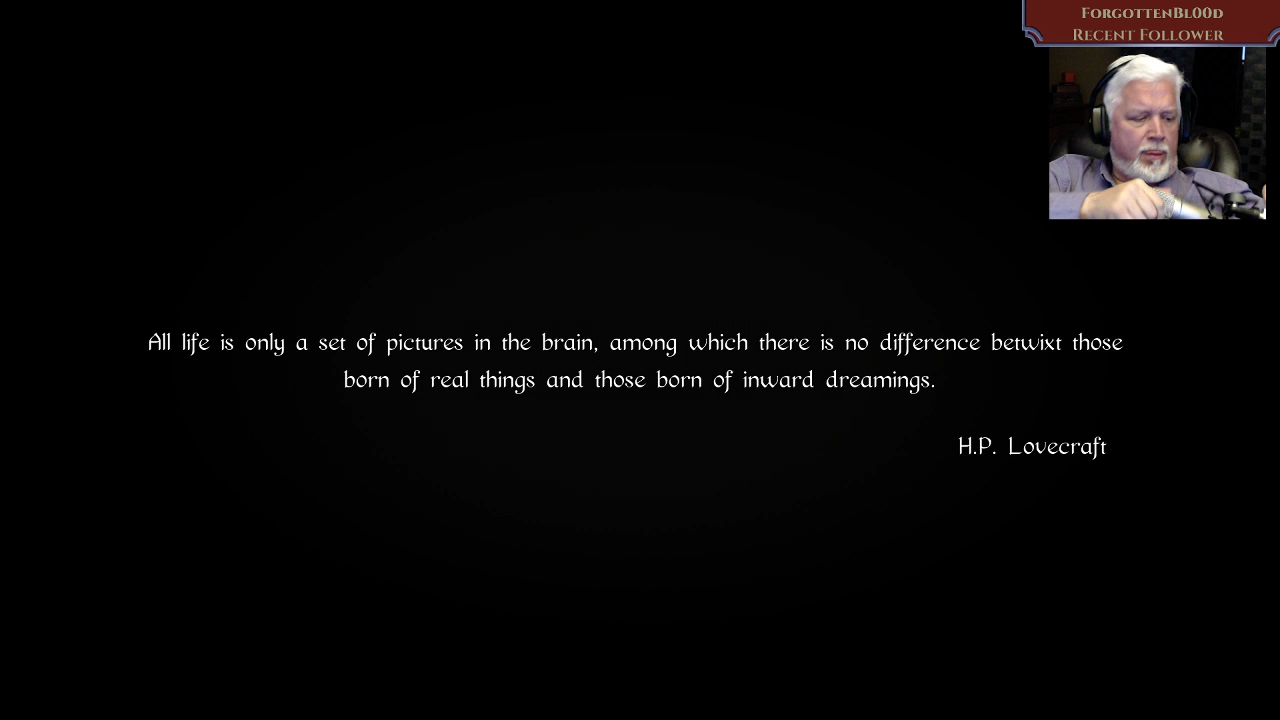 ForgottenBl00d
Recent Follower
All life is only a set of pictures in the brain, among which there is no difference betwixt those
born of real things and those born of inward dreamings.
H.P. Lovecraft